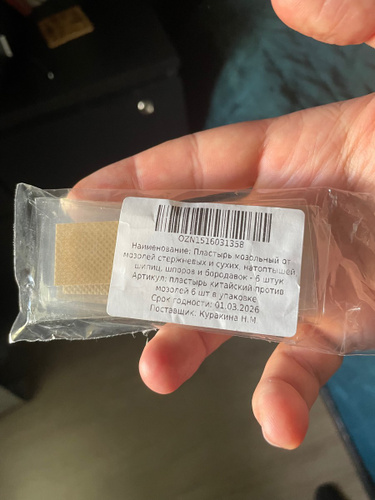 OZN1516031358
Наименование: Пластырь мозольный от
мозолей стержневых и сухих, натоптышей
шипиц, шпоров и бородавок - 6 штук
Артикул: пластырь китайский против
мозолей 6 шт в упаковке
Срок годности: 01.03.2026
Поставщик: Куракина Н.М.